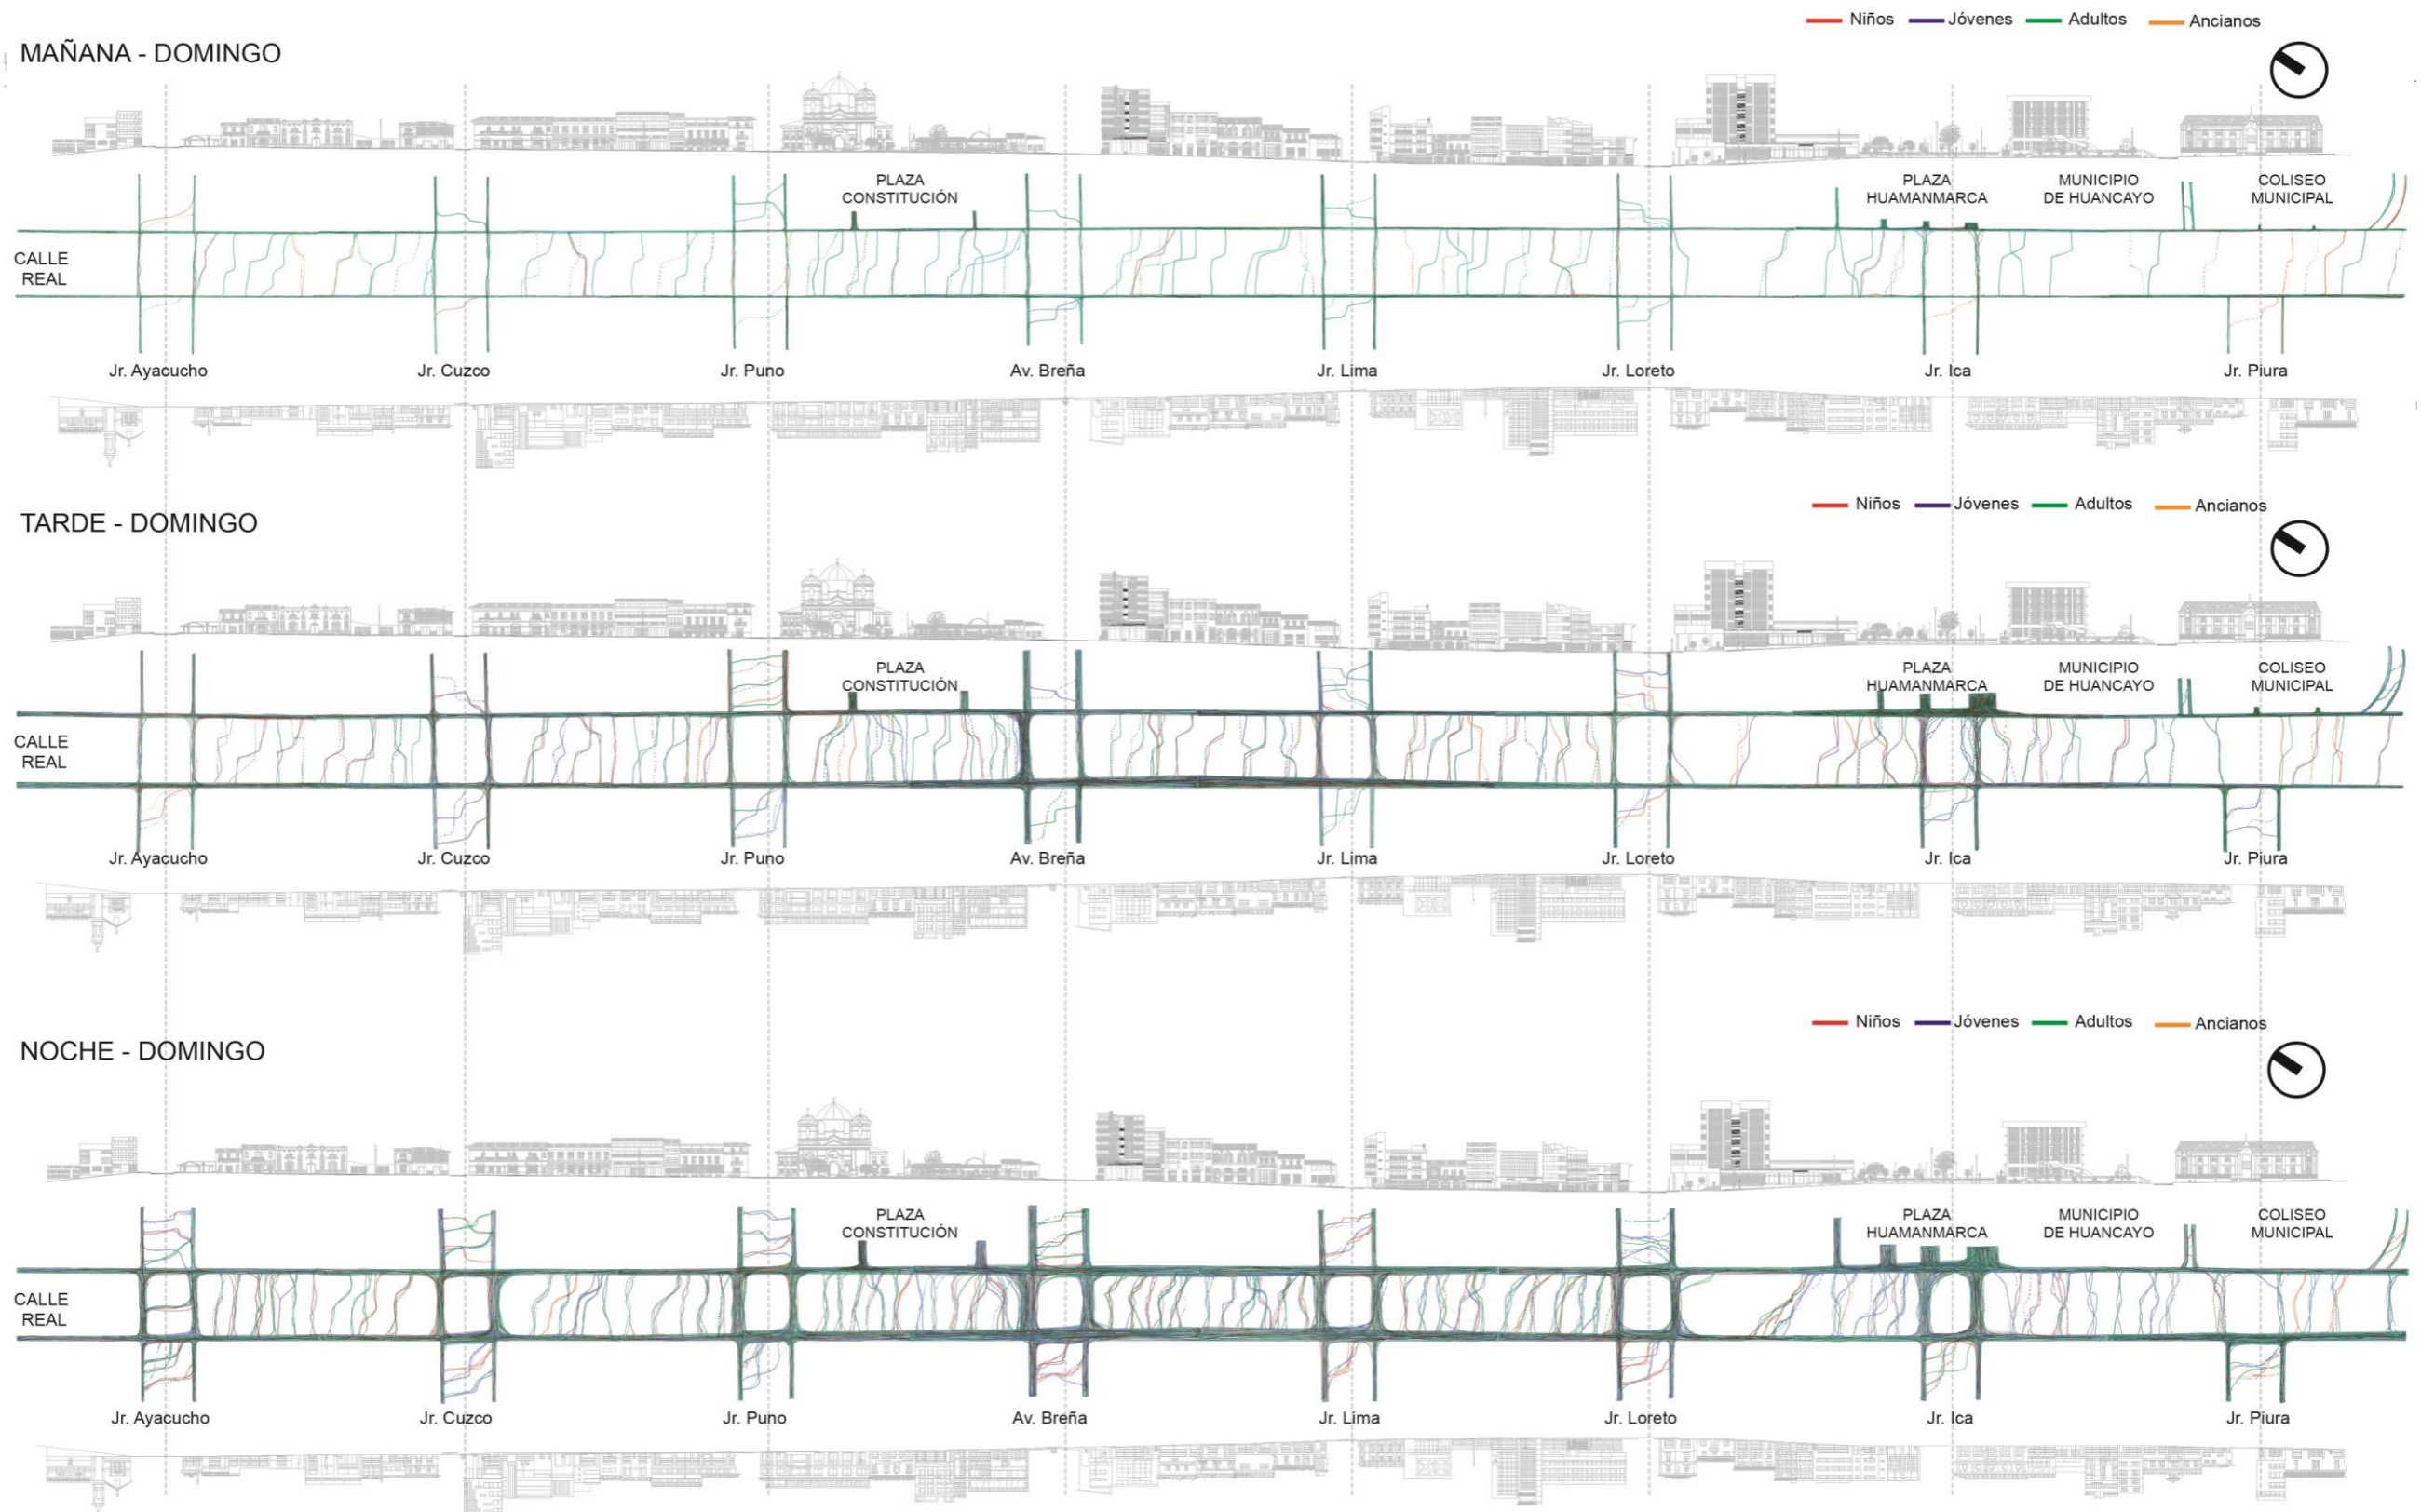 Niños Jóvenes Adultos Ancianos
MAÑANA - DOMINGO
PLAZA
CONSTITUCIÓN
PLAZA
HUAMANMARCA
MUNICIPIO
DE HUANCAYO
COLISEO
MUNICIPAL
CALLE
REAL
Jr. Ayacucho Jr. Cuzco Jr. Puno Av. Breña Jr. Lima Jr. Loreto Jr. Ica Jr. Piura
Niños Jóvenes Adultos Ancianos
TARDE - DOMINGO
PLAZA
CONSTITUCIÓN
PLAZA
HUAMANMARCA
MUNICIPIO
DE HUANCAYO
COLISEO
MUNICIPAL
CALLE
REAL
Jr. Ayacucho Jr. Cuzco Jr. Puno Av. Breña Jr. Lima Jr. Loreto Jr. Ica Jr. Piura
Niños Jóvenes Adultos Ancianos
NOCHE - DOMINGO
PLAZA
CONSTITUCIÓN
PLAZA
HUAMANMARCA
MUNICIPIO
DE HUANCAYO
COLISEO
MUNICIPAL
CALLE
REAL
Jr. Ayacucho Jr. Cuzco Jr. Puno Av. Breña Jr. Lima Jr. Loreto Jr. Ica Jr. Piura